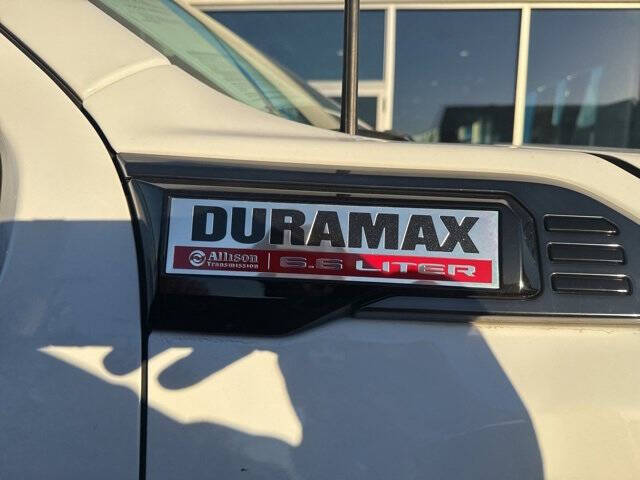 DURAMAX
Allison
Transmission
6.6 LITER